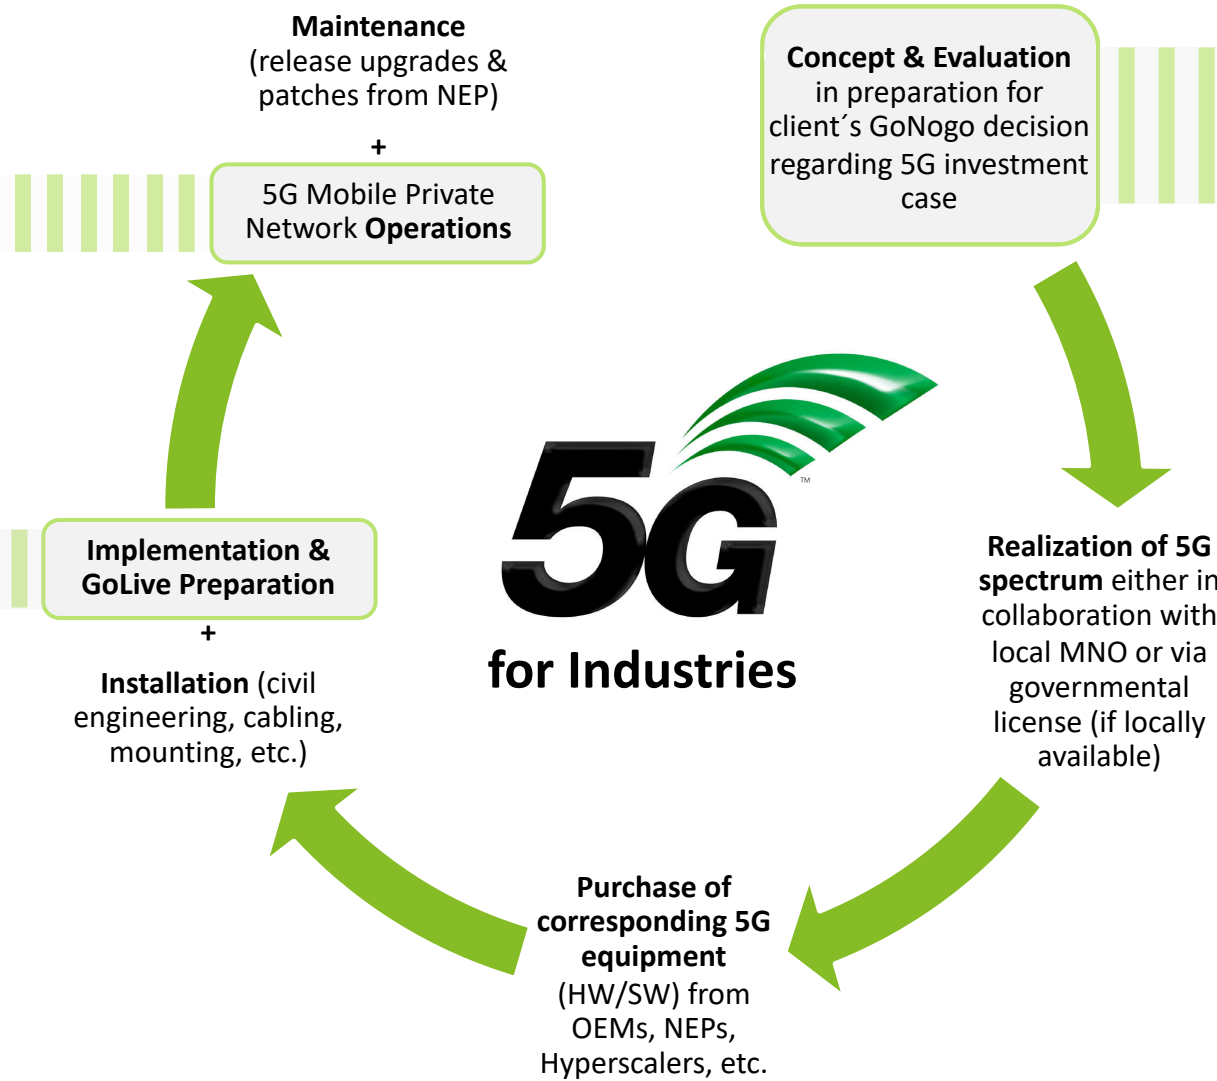 Maintenance
(release upgrades &
patches from NEP)
+
5G Mobile Private
Network Operations
Concept & Evaluation
in preparation for
client´s GoNogo decision
regarding 5G investment
case
Realization of 5G
spectrum either in
collaboration with
local MNO or via
governmental
license (if locally
available)
Purchase of
corresponding 5G
equipment
(HW/SW) from
OEMs, NEPs,
Hyperscalers, etc.
Implementation &
GoLive Preparation
+
Installation (civil
engineering, cabling,
mounting, etc.)
5G
TM
for Industries